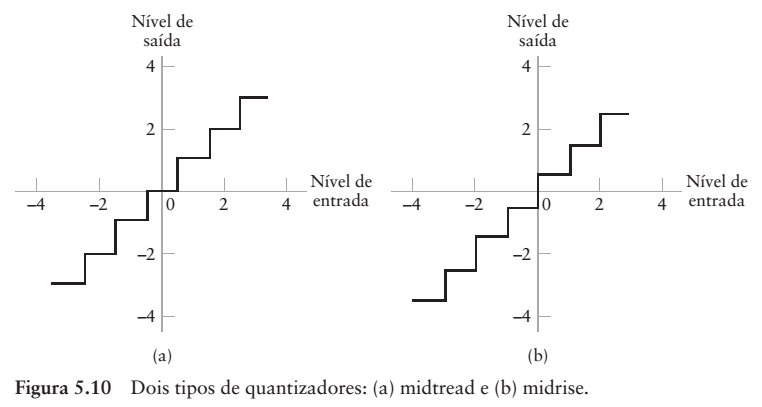 Nível de
saída
4
2
Nível de
entrada
–4
–2
0
2
4
–2
–4
(a)
Nível de
saída
4
2
Nível de
entrada
–4
–2
0
2
4
–2
–4
(b)
Figura 5.10 Dois tipos de quantizadores: (a) midtread e (b) midrise.